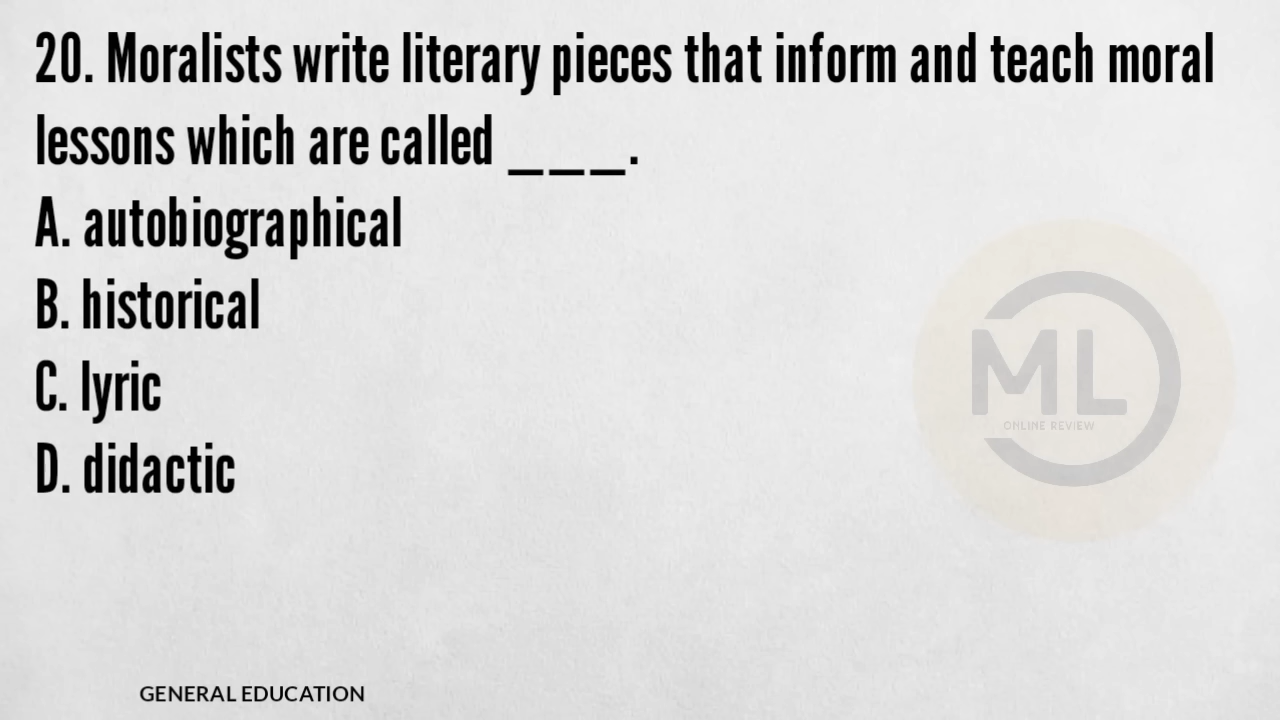 20. Moralists write literary pieces that inform and teach moral
lessons which are called _ _ _.
A. autobiographical
B. historical
C. lyric
D. didactic
ML
ONLINE REVIEW
GENERAL EDUCATION